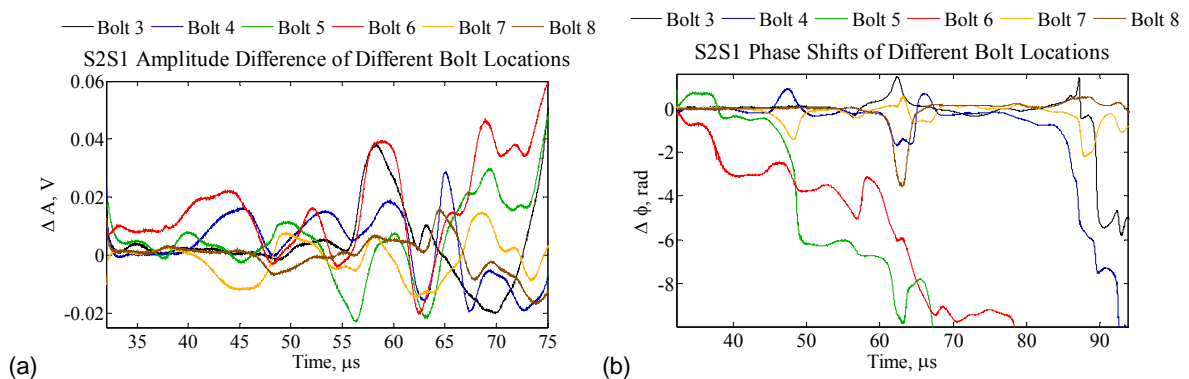 Bolt 3 Bolt 4 Bolt 5 Bolt 6 Bolt 7 Bolt 8
S2S1 Amplitude Difference of Different Bolt Locations
0.06
0.04
0.02
0
-0.02
Δ A, V
35 40 45 50 55 60 65 70 75
Time, μs
(a)
Bolt 3 Bolt 4 Bolt 5 Bolt 6 Bolt 7 Bolt 8
S2S1 Phase Shifts of Different Bolt Locations
0
-2
-4
-6
-8
Δ ϕ, rad
40 50 60 70 80 90
Time, μs
(b)